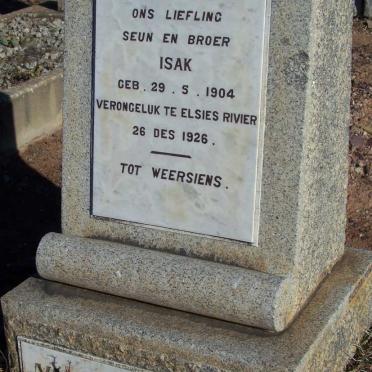 ONS LIEFLING
SEUN EN BROER
ISAK
GEB. 29. 5. 1904
VERONGELUK TE ELSIES RIVIER
26 DES 1926.
TOT WEERSIENS.